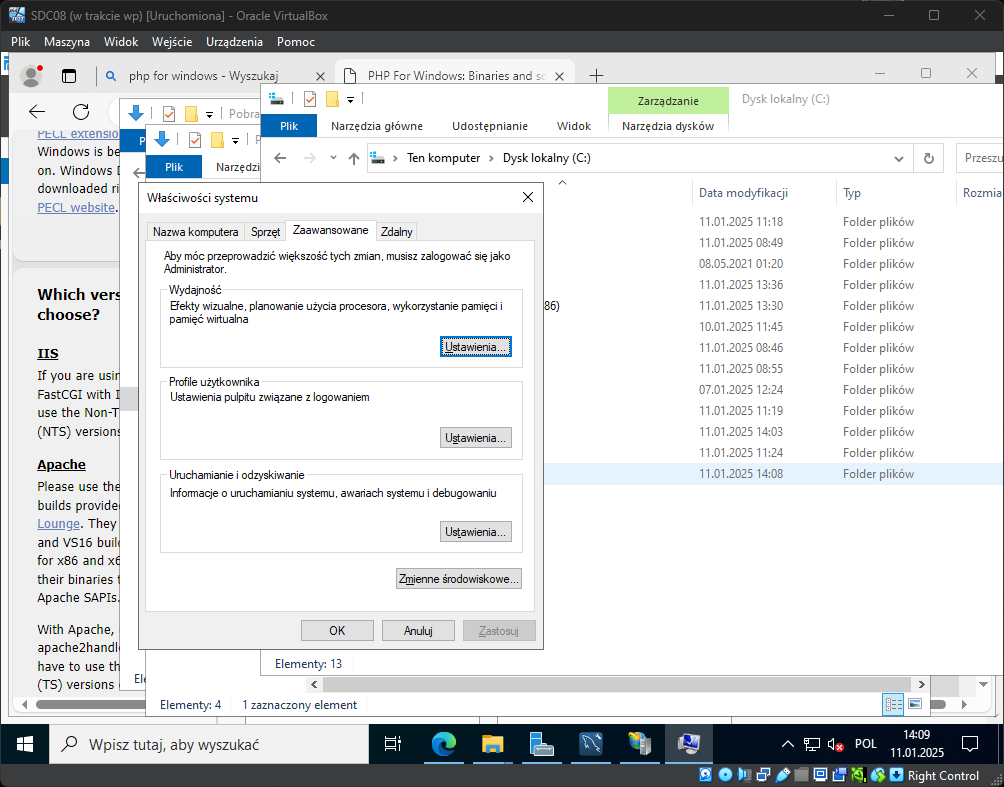 SDC08 (w trakcie wp) [Uruchomiona] - Oracle VirtualBox
Plik Maszyna Widok Wejście Urządzenia Pomoc
php for windows - Wyszukaj
PHP For Windows: Binaries and sc
Pobra
Plik
Narzędzi
Zarządzanie
Dysk lokalny (C:)
Plik Narzędzia główne Udostępnianie Widok Narzędzia dysków
Ten komputer > Dysk lokalny (C:)
Przeszu
PECL extension
Windows is be
on. Windows D
downloaded ri
PECL website.
Which vers
choose?
IIS
If you are usin
FastCGI with I
use the Non-T
(NTS) versions
Apache
Please use the
builds provide
Lounge. They
and VS16 buil
for x86 and x6
their binaries t
Apache SAPIs.
With Apache,
apache2handl
have to use th
(TS) versions
Właściwości systemu
Nazwa komputera Sprzęt Zaawansowane Zdalny
Aby móc przeprowadzić większość tych zmian, musisz zalogować się jako
Administrator.
Wydajność
Efekty wizualne, planowanie użycia procesora, wykorzystanie pamięci i
pamięć wirtualna
Ustawienia...
Profile użytkownika
Ustawienia pulpitu związane z logowaniem
Ustawienia...
Uruchamianie i odzyskiwanie
Informacje o uruchamianiu systemu, awariach systemu i debugowaniu
Ustawienia...
Zmienne środowiskowe...
OK Anuluj Zastosuj
Data modyfikacji Typ Rozmia
11.01.2025 11:18 Folder plików
11.01.2025 08:49 Folder plików
08.05.2021 01:20 Folder plików
11.01.2025 13:36 Folder plików
86) 11.01.2025 13:30 Folder plików
10.01.2025 11:45 Folder plików
11.01.2025 08:46 Folder plików
11.01.2025 08:55 Folder plików
07.01.2025 12:24 Folder plików
11.01.2025 11:19 Folder plików
11.01.2025 14:03 Folder plików
11.01.2025 11:24 Folder plików
11.01.2025 14:08 Folder plików
Elementy: 13
Ele
Elementy: 4 1 zaznaczony element
Wpisz tutaj, aby wyszukać
POL
14:09
11.01.2025
Right Control